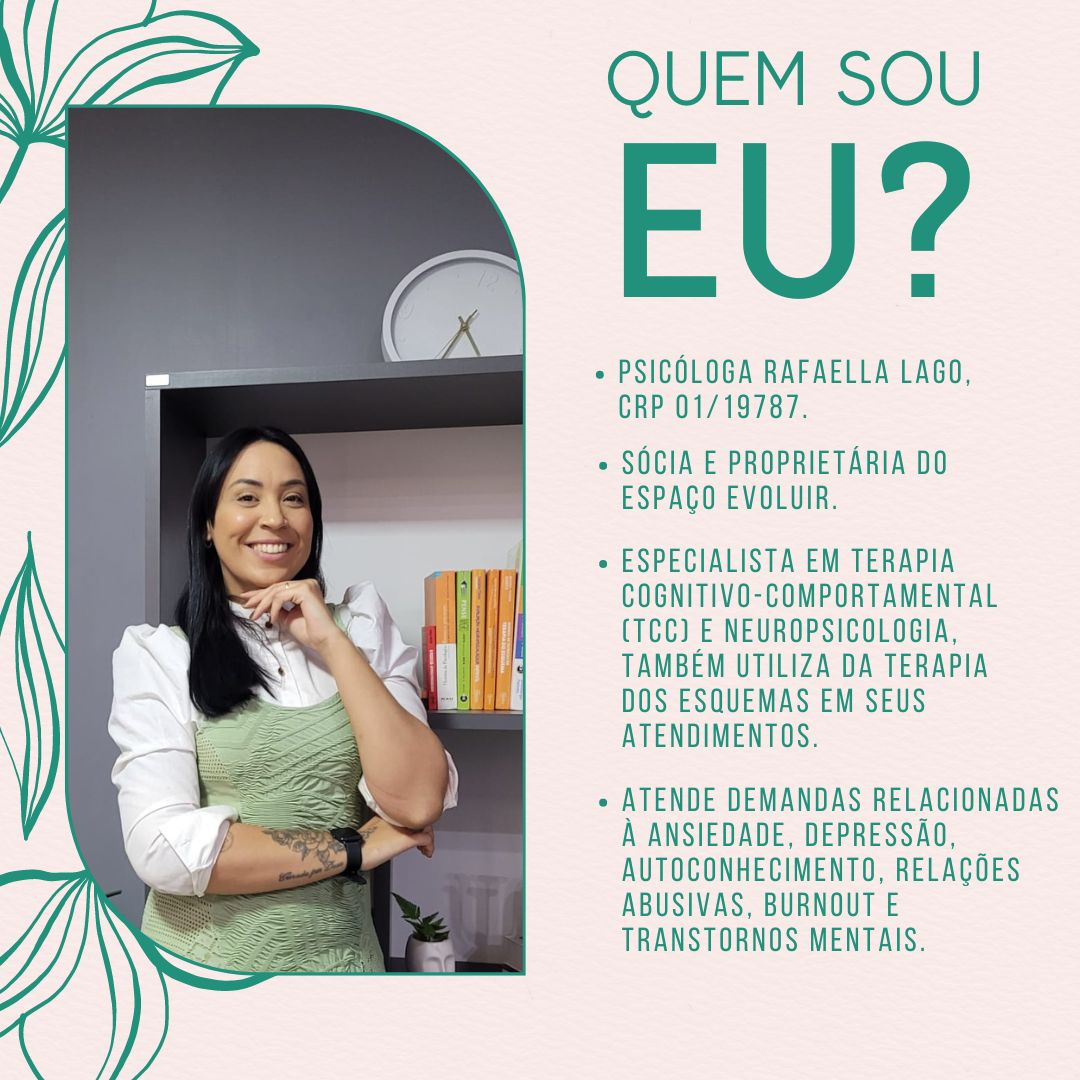 QUEM SOU
EU?
• PSICÓLOGA RAFAELLA LAGO,
CRP 01/19787.
• SÓCIA E PROPRIETÁRIA DO
ESPAÇO EVOLUIR.
• ESPECIALISTA EM TERAPIA
COGNITIVO-COMPORTAMENTAL
(TCC) E NEUROPSICOLOGIA,
TAMBÉM UTILIZA DA TERAPIA
DOS ESQUEMAS EM SEUS
ATENDIMENTOS.
• ATENDE DEMANDAS RELACIONADAS
À ANSIEDADE, DEPRESSÃO,
AUTOCONHECIMENTO, RELAÇÕES
ABUSIVAS, BURNOUT E
TRANSTORNOS MENTAIS.
12